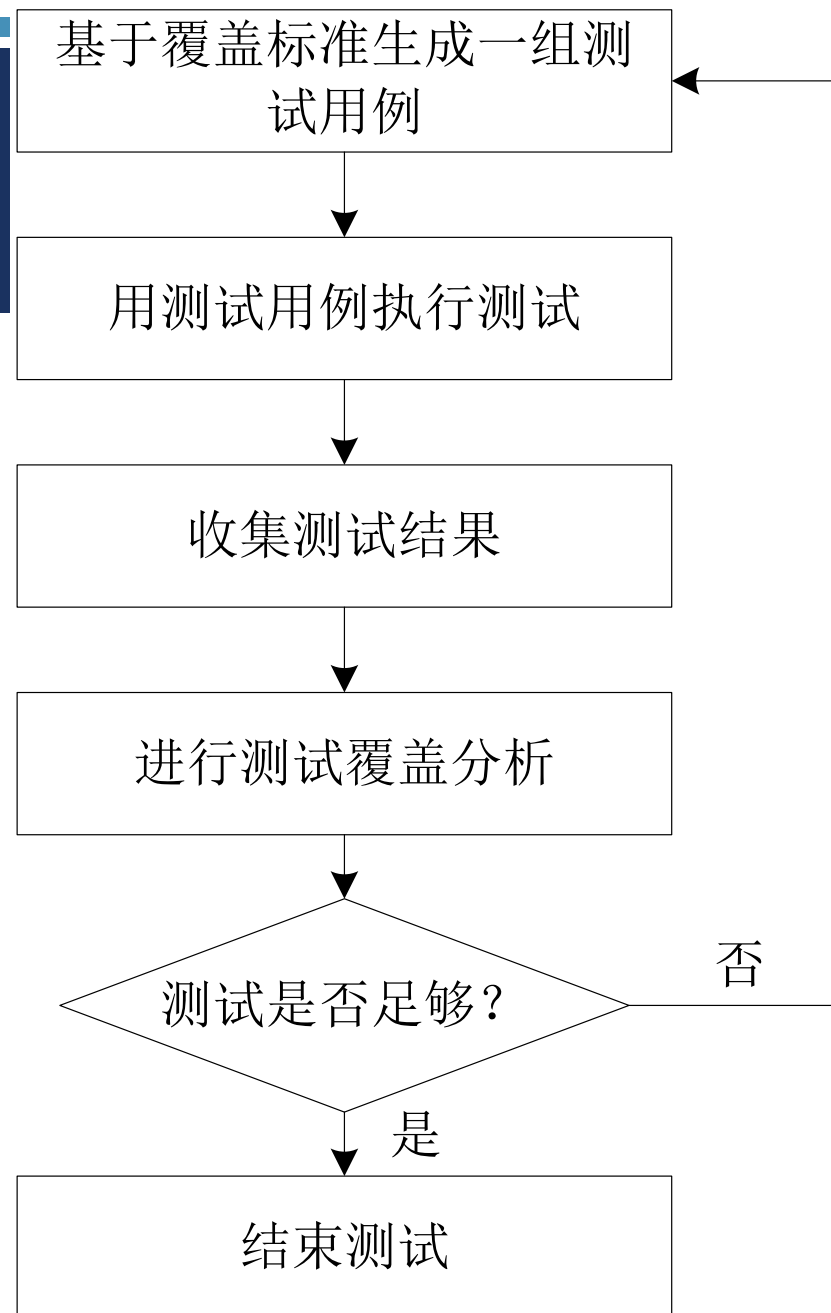 基于覆盖标准生成一组测
试用例
用测试用例执行测试
收集测试结果
进行测试覆盖分析
否
测试是否足够？
是
结束测试